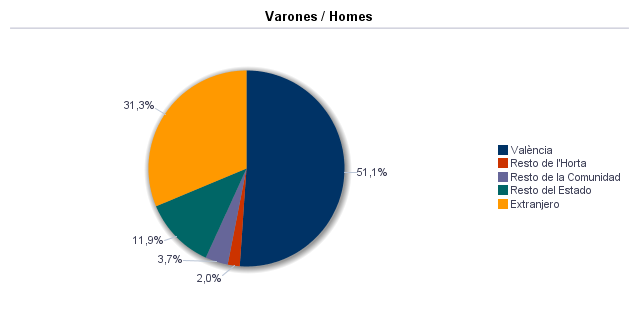 Varones / Homes
31,3%
51,1%
11,9%
3,7%
2,0%
València
Resto de l'Horta
Resto de la Comunidad
Resto del Estado
Extranjero